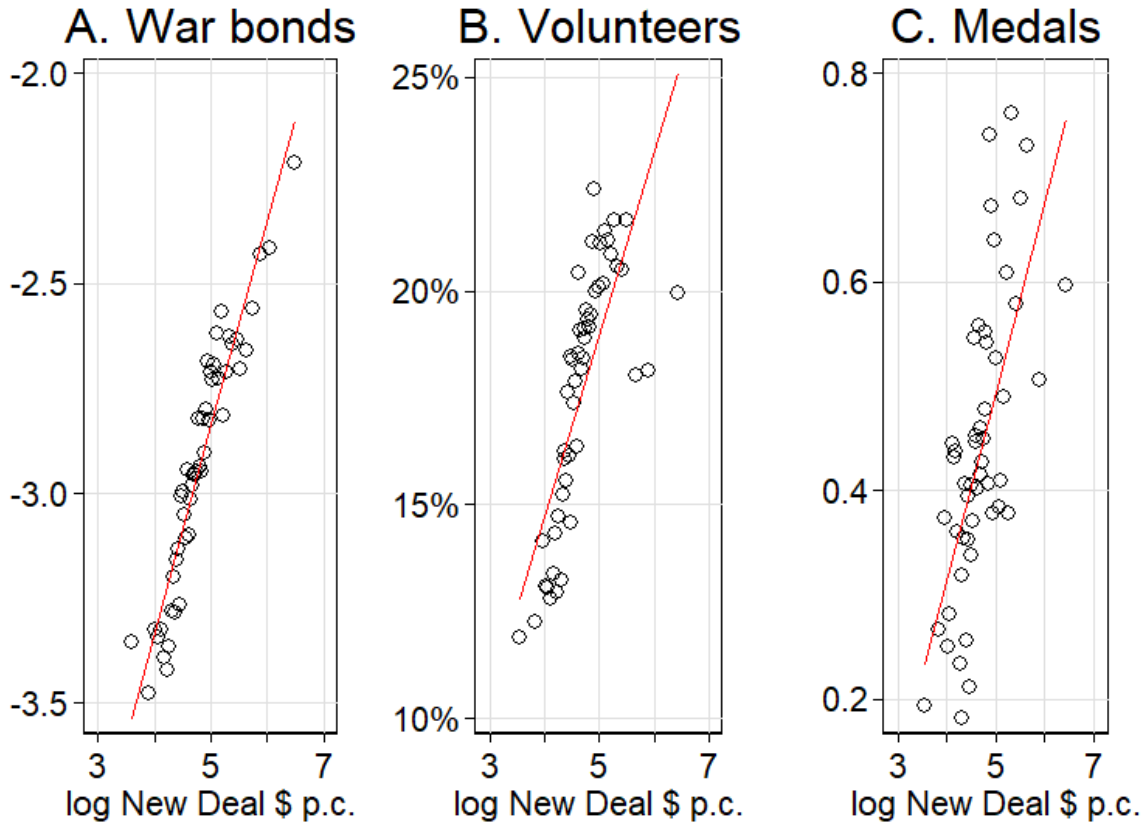 A. War bonds
-2.0
-2.5
-3.0
-3.5
3 5 7
log New Deal $ p.c.
B. Volunteers
25%
20%
15%
10%
3 5 7
log New Deal $ p.c.
C. Medals
0.8
0.6
0.4
0.2
3 5 7
log New Deal $ p.c.